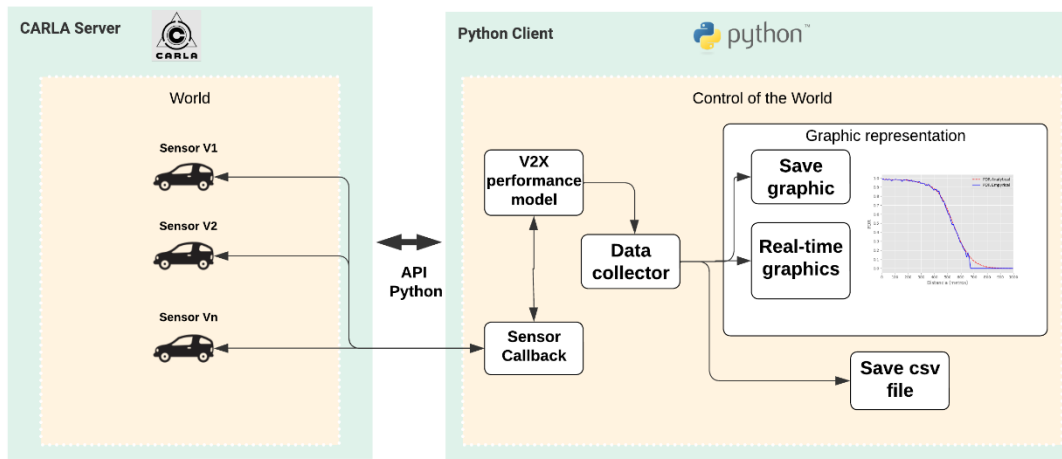 CARLA Server
CARLA
World
Sensor V1
Sensor V2
Sensor Vn
API
Python
Python Client
python™
Control of the World
V2X
performance
model
Sensor
Callback
Data
collector
Graphic representation
Save
graphic
Real-time
graphics
Save csv
file